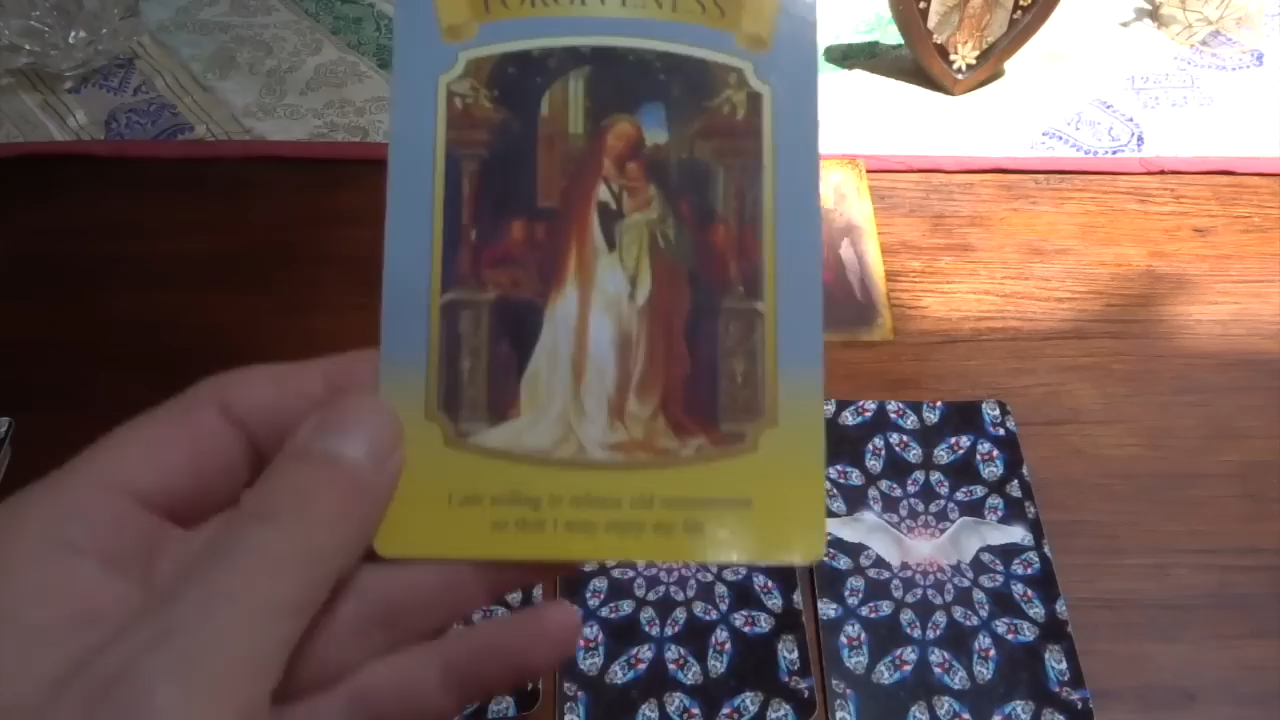 FORGIVENESS
I am willing to release old resentments
so that I may enjoy my life